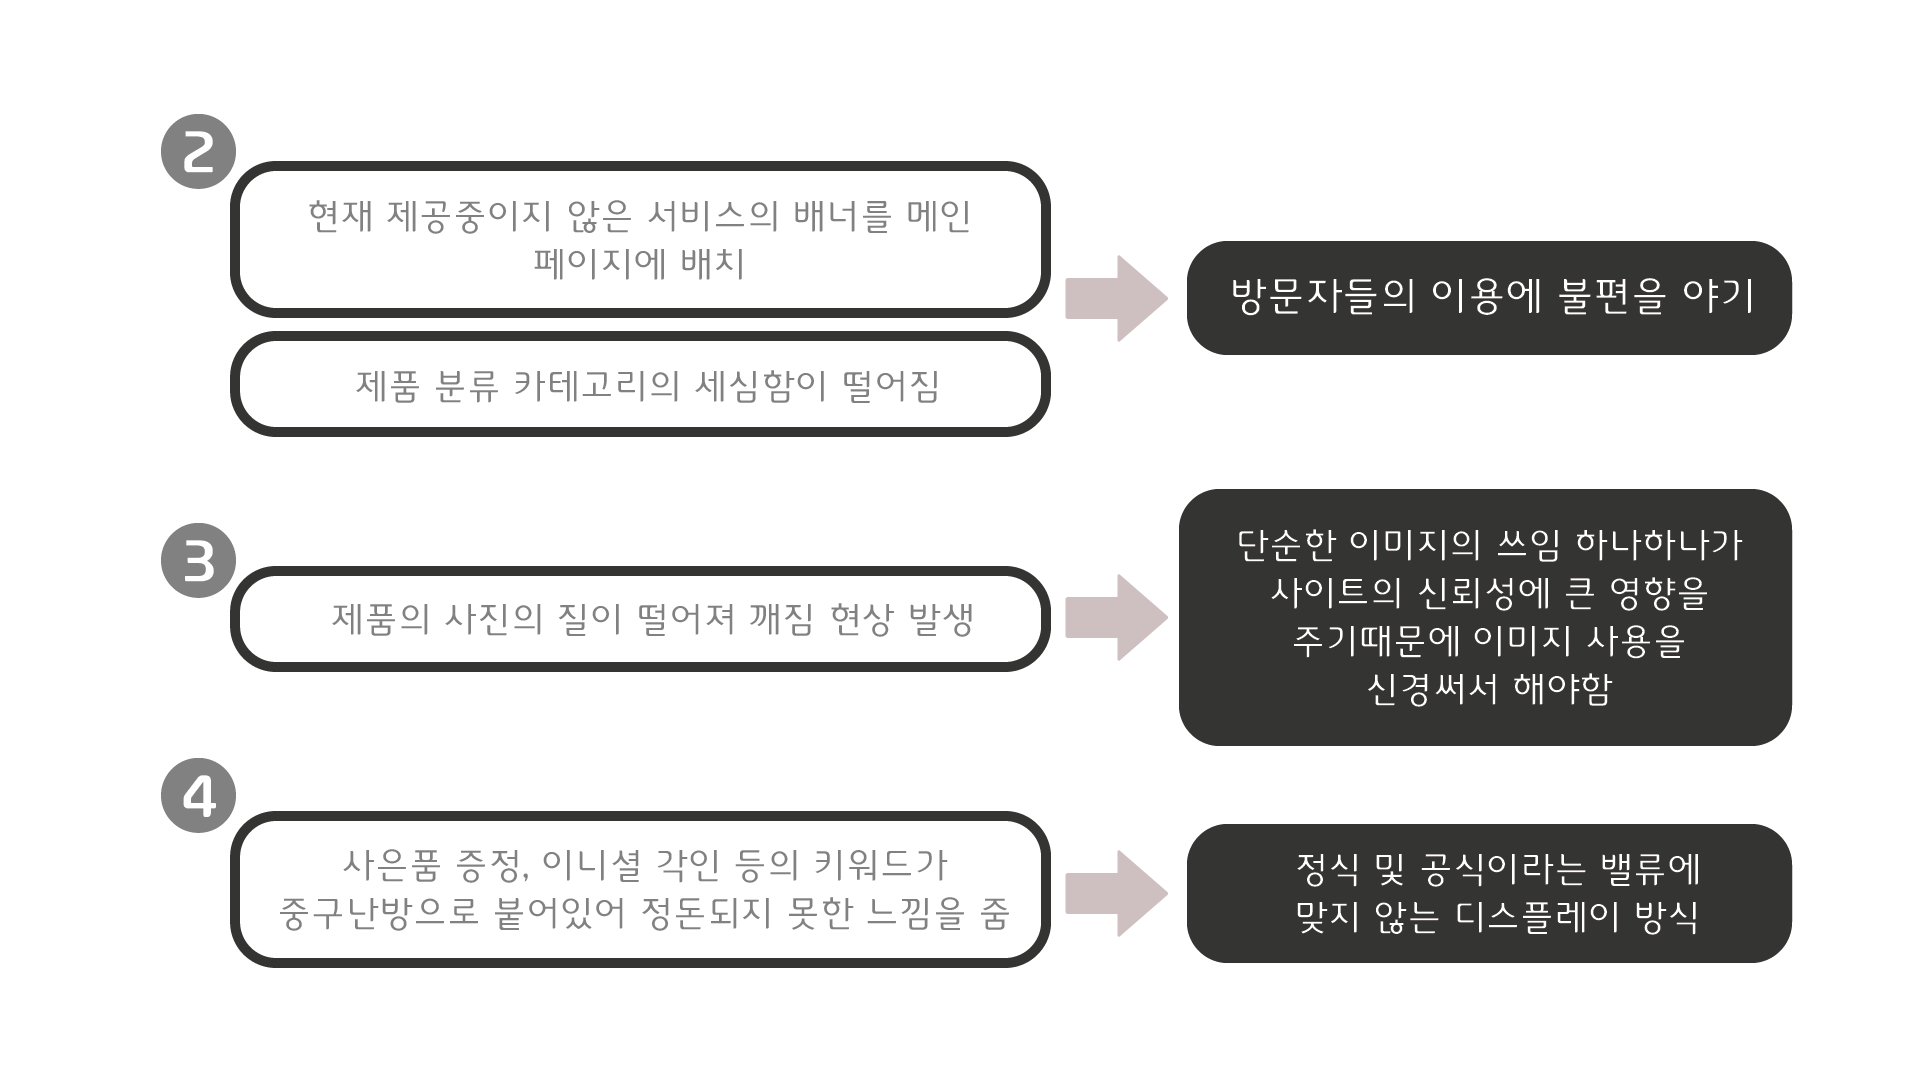 2
현재 제공중이지 않은 서비스의 배너를 메인
페이지에 배치
제품 분류 카테고리의 세심함이 떨어짐
방문자들의 이용에 불편을 야기
3
제품의 사진의 질이 떨어져 깨짐 현상 발생
단순한 이미지의 쓰임 하나하나가
사이트의 신뢰성에 큰 영향을
주기때문에 이미지 사용을
신경써서 해야함
4
사은품 증정, 이니셜 각인 등의 키워드가
중구난방으로 붙어있어 정돈되지 못한 느낌을 줌
정식 및 공식이라는 밸류에
맞지 않는 디스플레이 방식